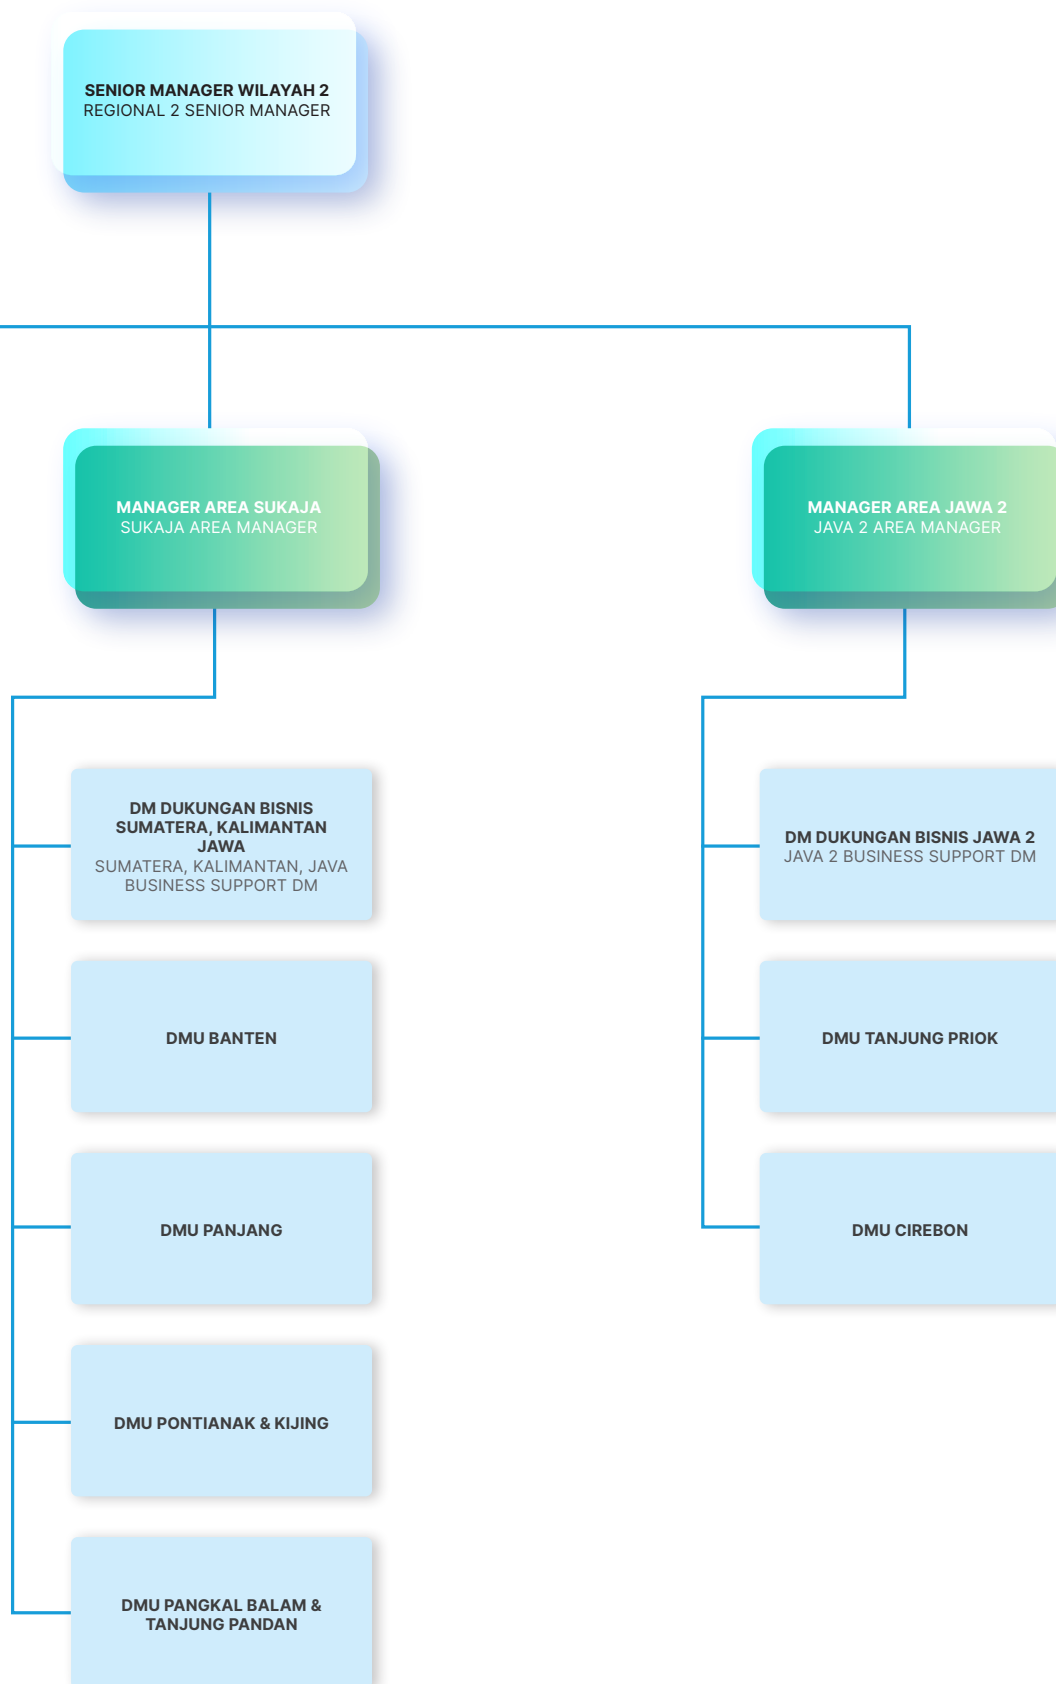 SENIOR MANAGER WILAYAH 2
REGIONAL 2 SENIOR MANAGER
MANAGER AREA SUKAJA
SUKAJA AREA MANAGER
DM DUKUNGAN BISNIS
SUMATERA, KALIMANTAN
JAWA
SUMATERA, KALIMANTAN, JAVA
BUSINESS SUPPORT DM
DMU BANTEN
DMU PANJANG
DMU PONTIANAK & KIJING
DMU PANGKAL BALAM &
TANJUNG PANDAN
MANAGER AREA JAWA 2
JAVA 2 AREA MANAGER
DM DUKUNGAN BISNIS JAWA 2
JAVA 2 BUSINESS SUPPORT DM
DMU TANJUNG PRIOK
DMU CIREBON